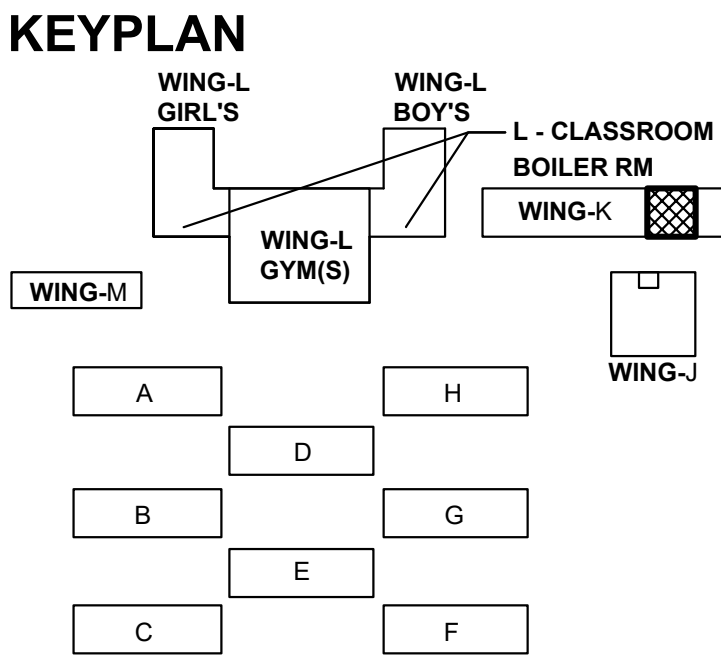 KEYPLAN
WING-L
GIRL'S
WING-L
BOY'S
L - CLASSROOM
BOILER RM
WING-K
WING-L
GYM(S)
WING-M
WING-J
A
H
D
B
G
E
C
F